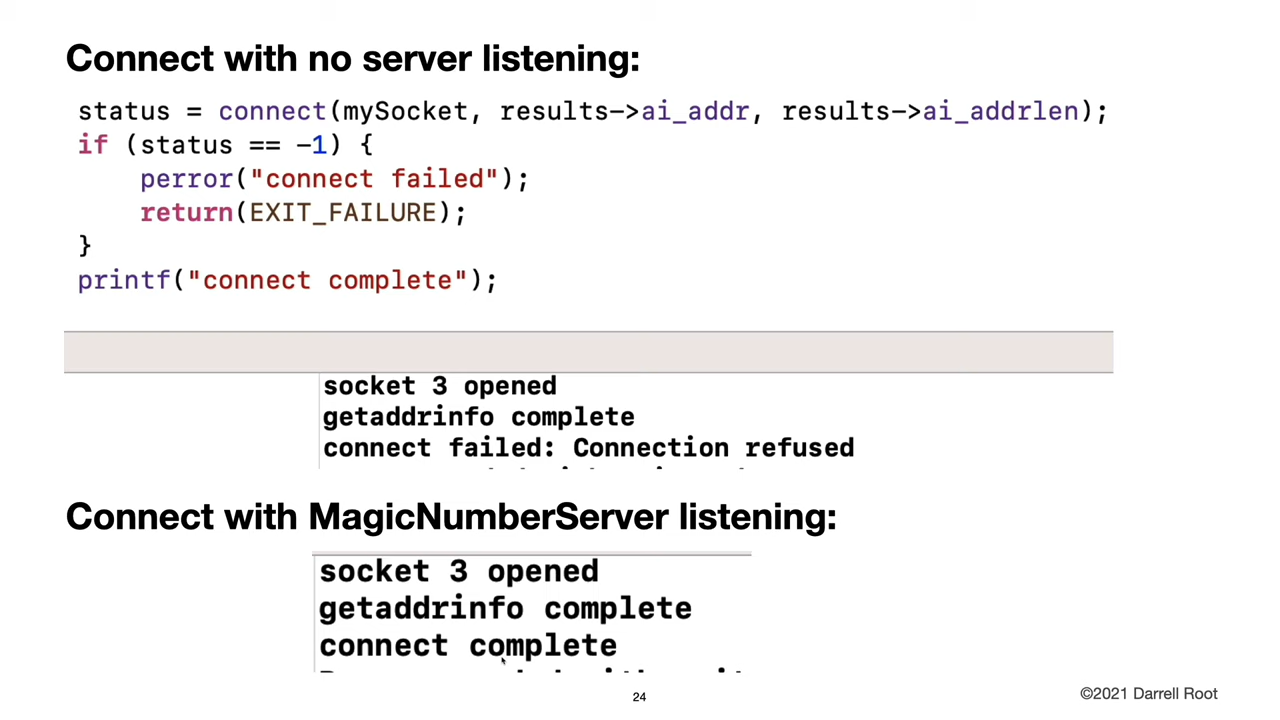 Connect with no server listening:
status = connect(mySocket, results->ai_addr, results->ai_addrlen);
if (status == -1) {
    perror("connect failed");
    return(EXIT_FAILURE);
}
printf("connect complete");
socket 3 opened
getaddrinfo complete
connect failed: Connection refused
Connect with MagicNumberServer listening:
socket 3 opened
getaddrinfo complete
connect complete
24
©2021 Darrell Root